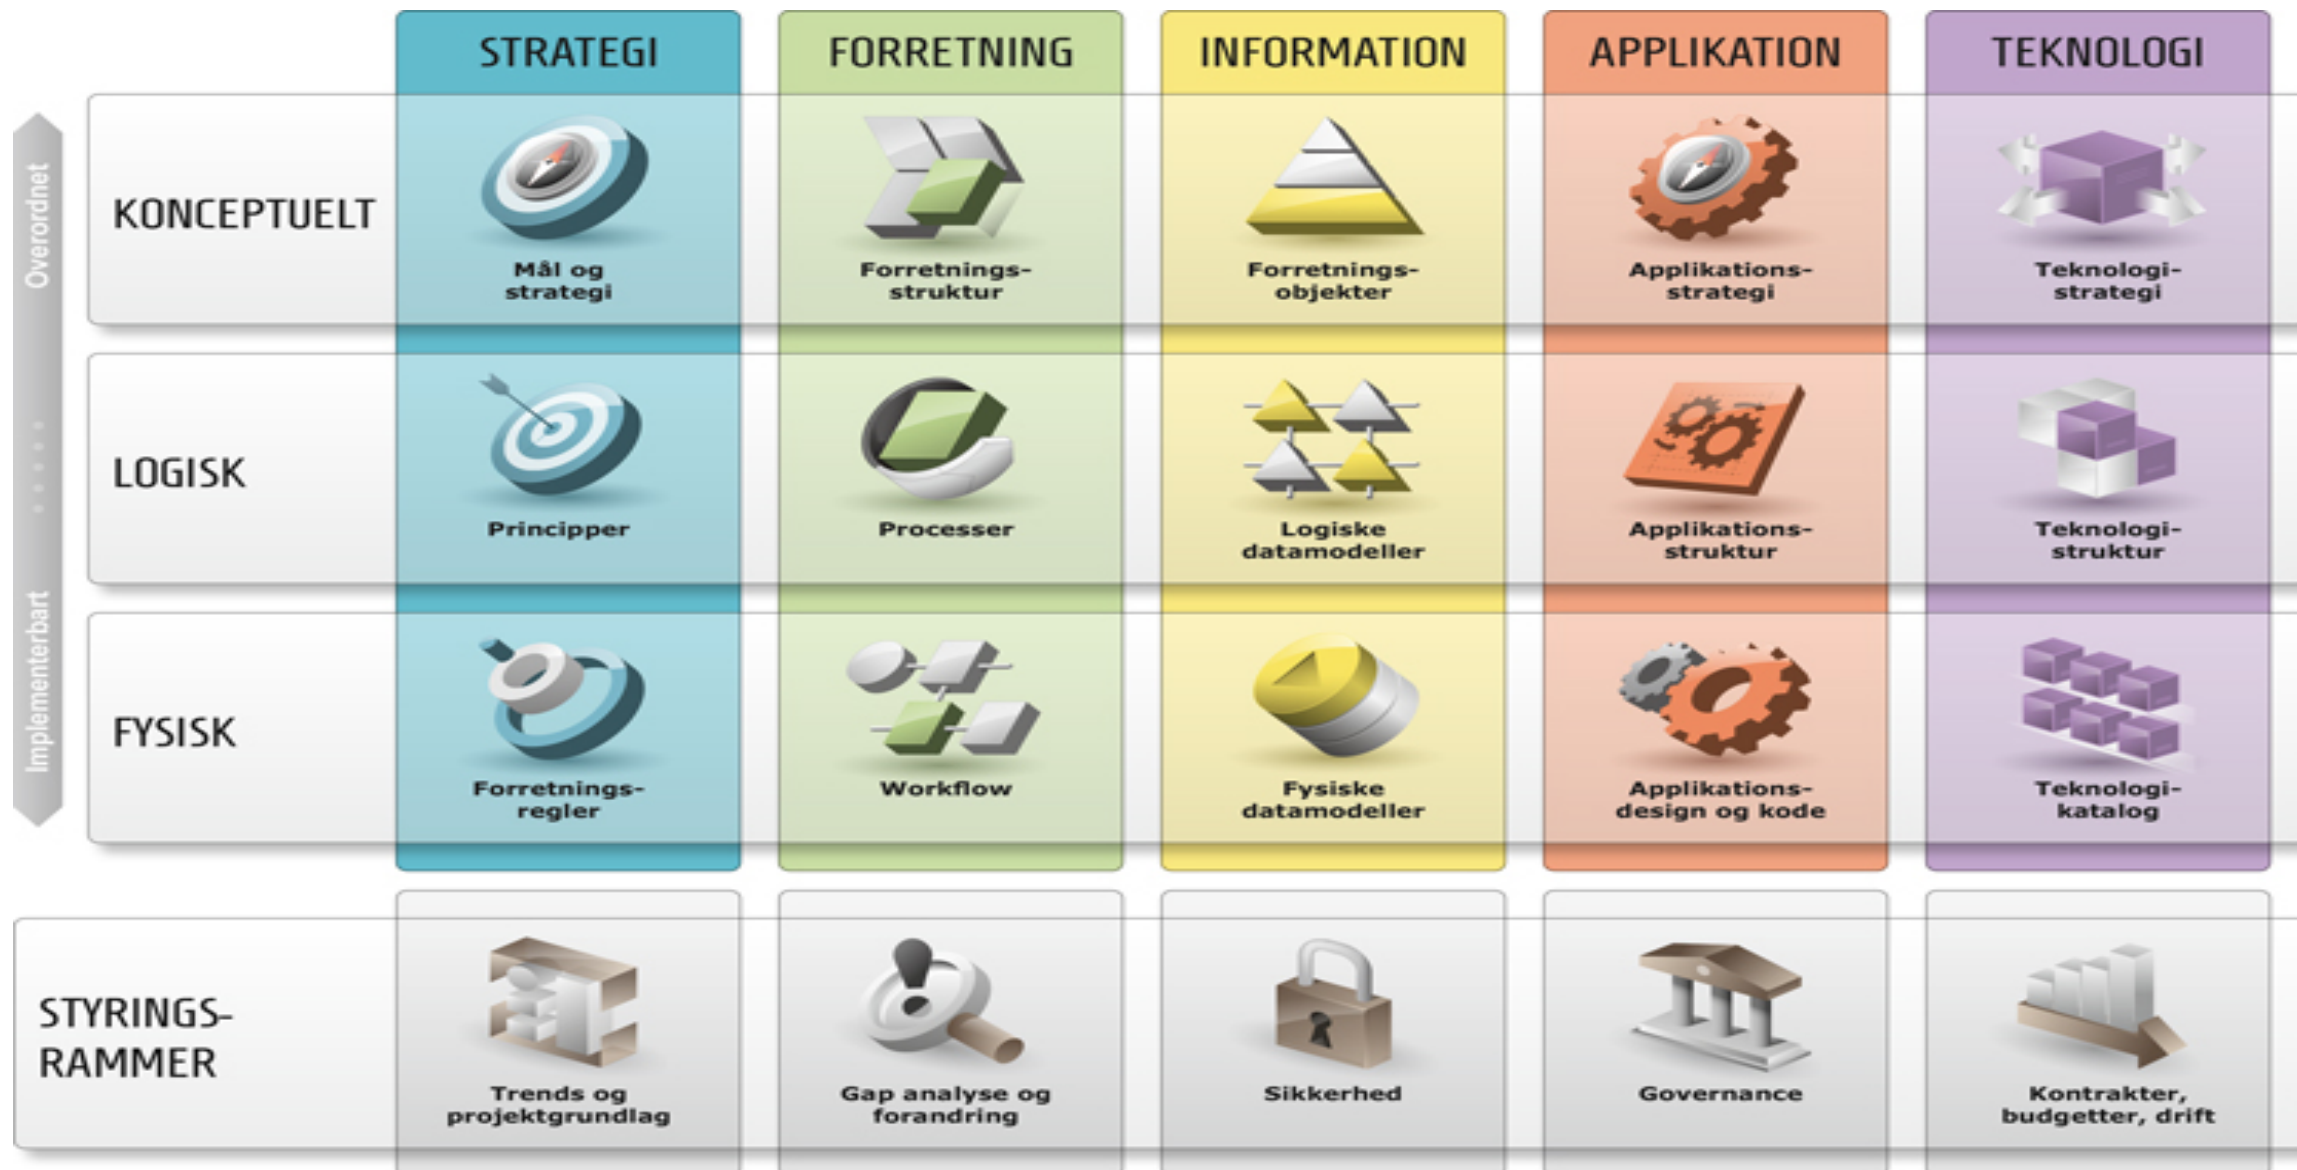 STRATEGI
FORRETNING
INFORMATION
APPLIKATION
TEKNOLOGI
Overordnet
Implementerbart
KONCEPTUELT
Mål og
strategi
Forretnings-
struktur
Forretnings-
objekter
Applikations-
strategi
Teknologi-
strategi
LOGISK
Principper
Processer
Logiske
datamodeller
Applikations-
struktur
Teknologi-
struktur
FYSISK
Forretnings-
regler
Workflow
Fysiske
datamodeller
Applikations-
design og kode
Teknologi-
katalog
STYRINGS-
RAMMER
Trends og
projektgrundlag
Gap analyse og
forandring
Sikkerhed
Governance
Kontrakter,
budgetter, drift